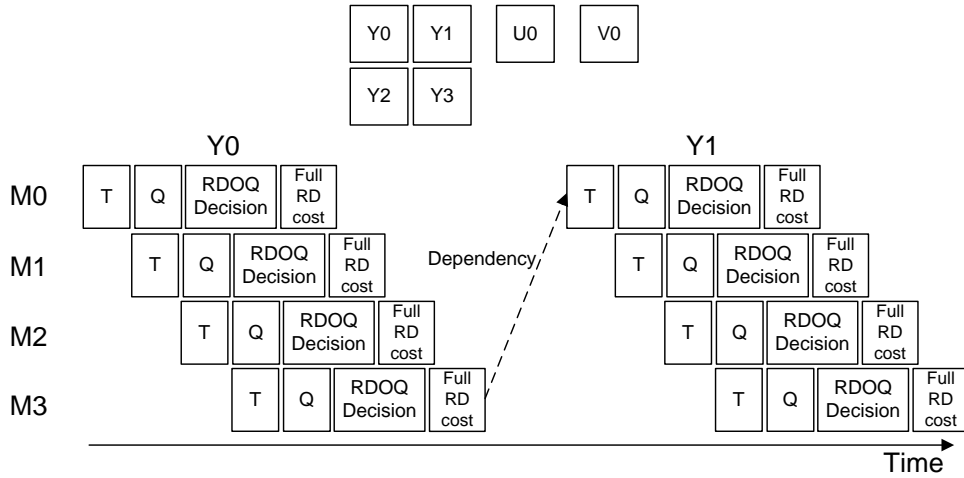 Y0 Y1 U0 V0
Y2 Y3
Y0 Y1
M0 T Q RDOQ Decision Full RD cost T Q RDOQ Decision Full RD cost
M1 T Q RDOQ Decision Full RD cost Dependency T Q RDOQ Decision Full RD cost
M2 T Q RDOQ Decision Full RD cost T Q RDOQ Decision Full RD cost
M3 T Q RDOQ Decision Full RD cost T Q RDOQ Decision Full RD cost
Time